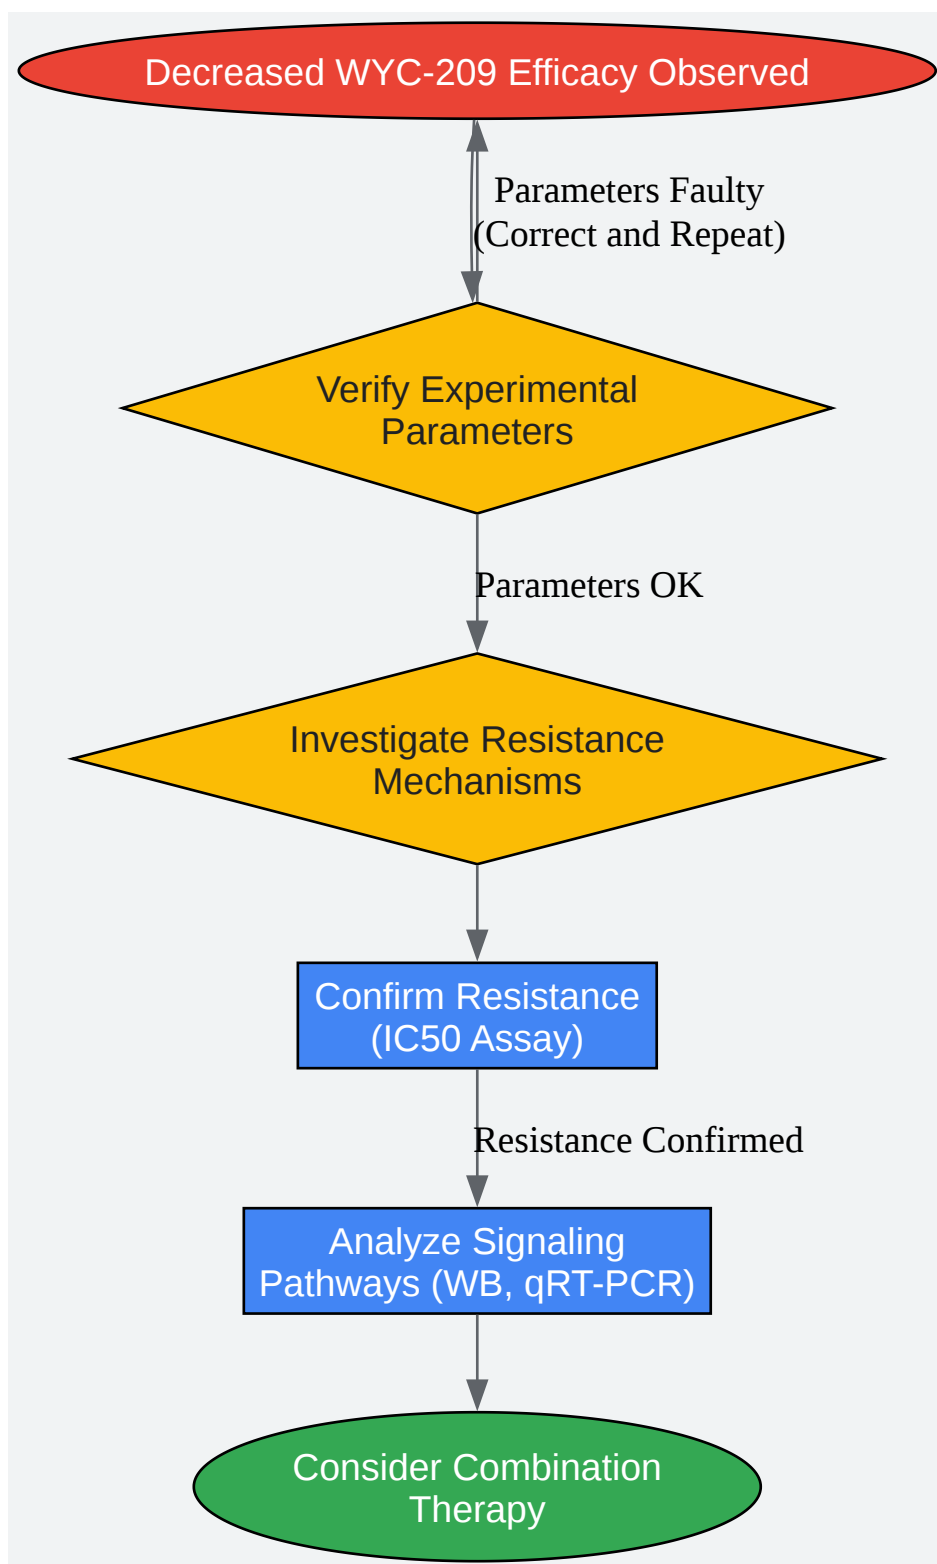 Decreased WYC-209 Efficacy Observed
Parameters Faulty
(Correct and Repeat)
Verify Experimental
Parameters
Parameters OK
Investigate Resistance
Mechanisms
Confirm Resistance
(IC50 Assay)
Resistance Confirmed
Analyze Signaling
Pathways (WB, qRT-PCR)
Consider Combination
Therapy